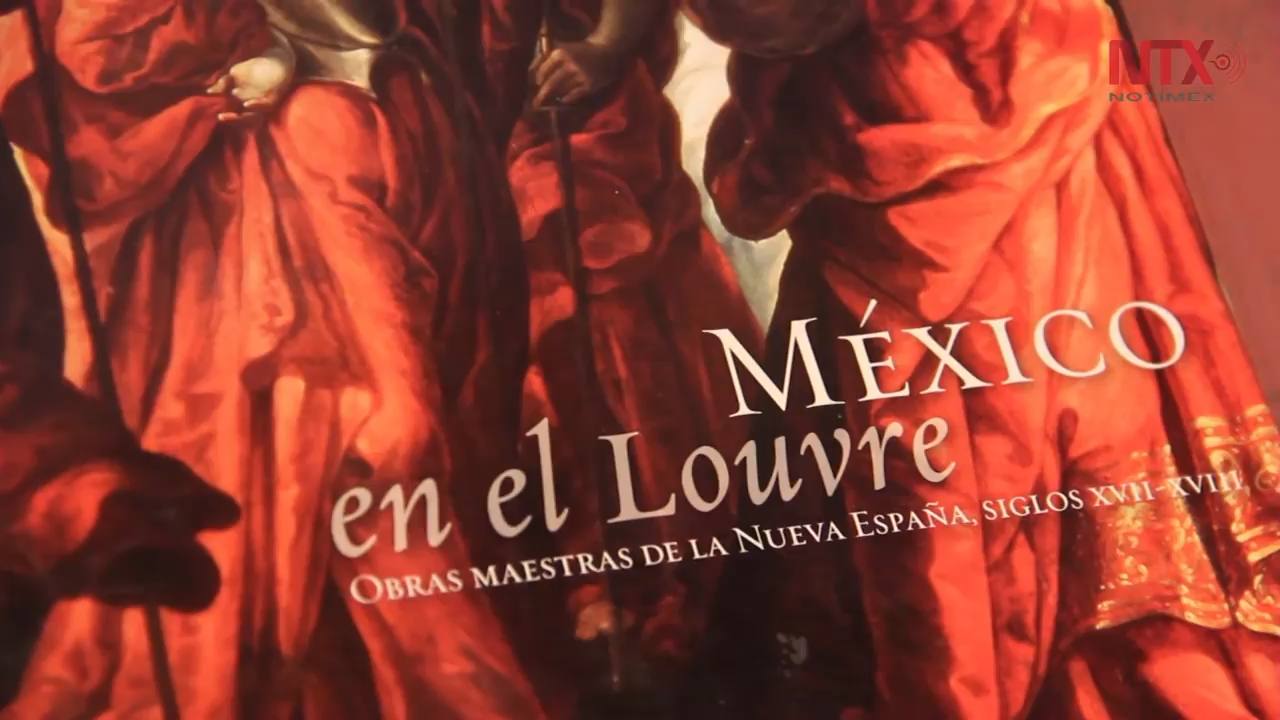 NTX
NOTIMEX
MÉXICO
en el Louvre
OBRAS MAESTRAS DE LA NUEVA ESPAÑA, SIGLOS XVII-XVIII